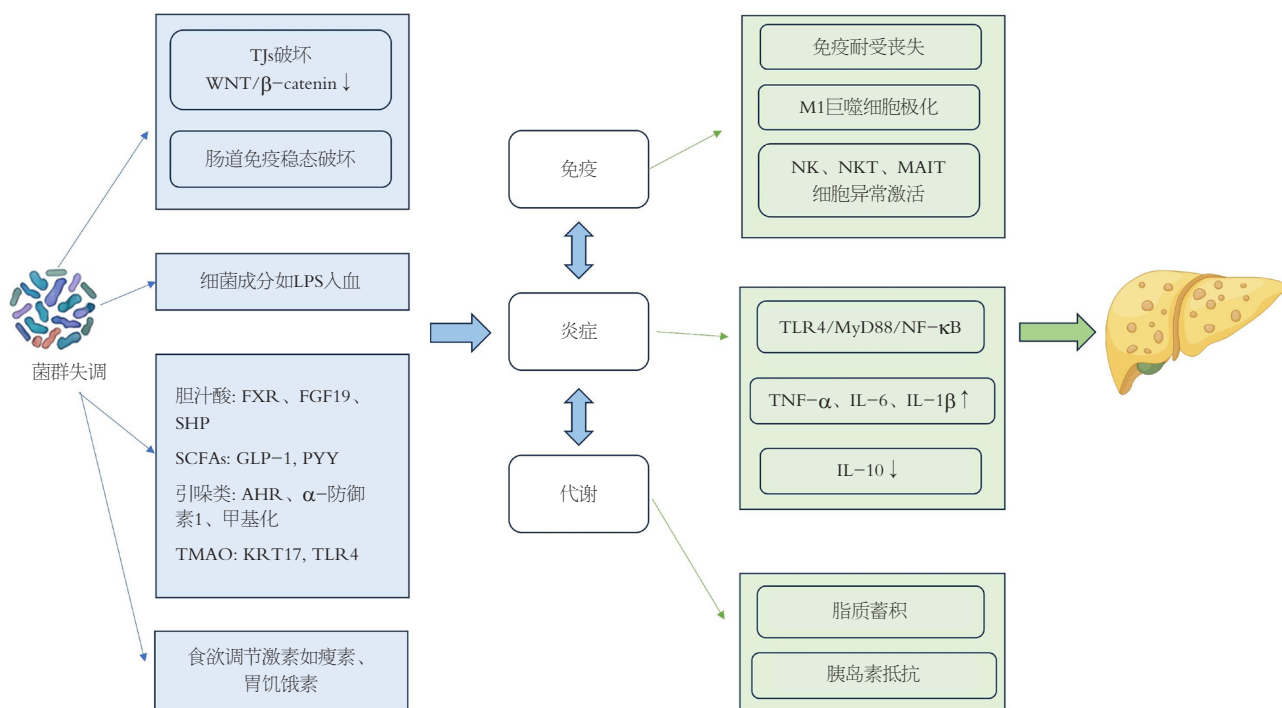 TJs破坏
WNT/β-catenin↓
肠道免疫稳态破坏
细菌成分如LPS入血
菌群失调
胆汁酸: FXR、FGF19、
SHP
SCFAs: GLP-1, PYY
引哚类: AHR、α-防御
素1、甲基化
TMAO: KRT17, TLR4
食欲调节激素如瘦素、
胃饥饿素
免疫
炎症
代谢
免疫耐受丧失
M1巨噬细胞极化
NK、NKT、MAIT
细胞异常激活
TLR4/MyD88/NF-κB
TNF-α、IL-6、IL-1β↑
IL-10↓
脂质蓄积
胰岛素抵抗